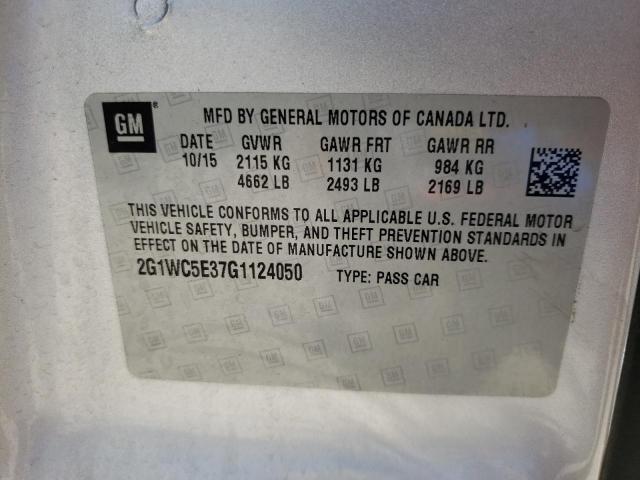 GM ®
MFD BY GENERAL MOTORS OF CANADA LTD.
DATE GVWR GAWR FRT GAWR RR
10/15 2115 KG 1131 KG 984 KG
4662 LB 2493 LB 2169 LB
THIS VEHICLE CONFORMS TO ALL APPLICABLE U.S. FEDERAL MOTOR
VEHICLE SAFETY, BUMPER, AND THEFT PREVENTION STANDARDS IN
EFFECT ON THE DATE OF MANUFACTURE SHOWN ABOVE.
2G1WC5E37G1124050 TYPE: PASS CAR